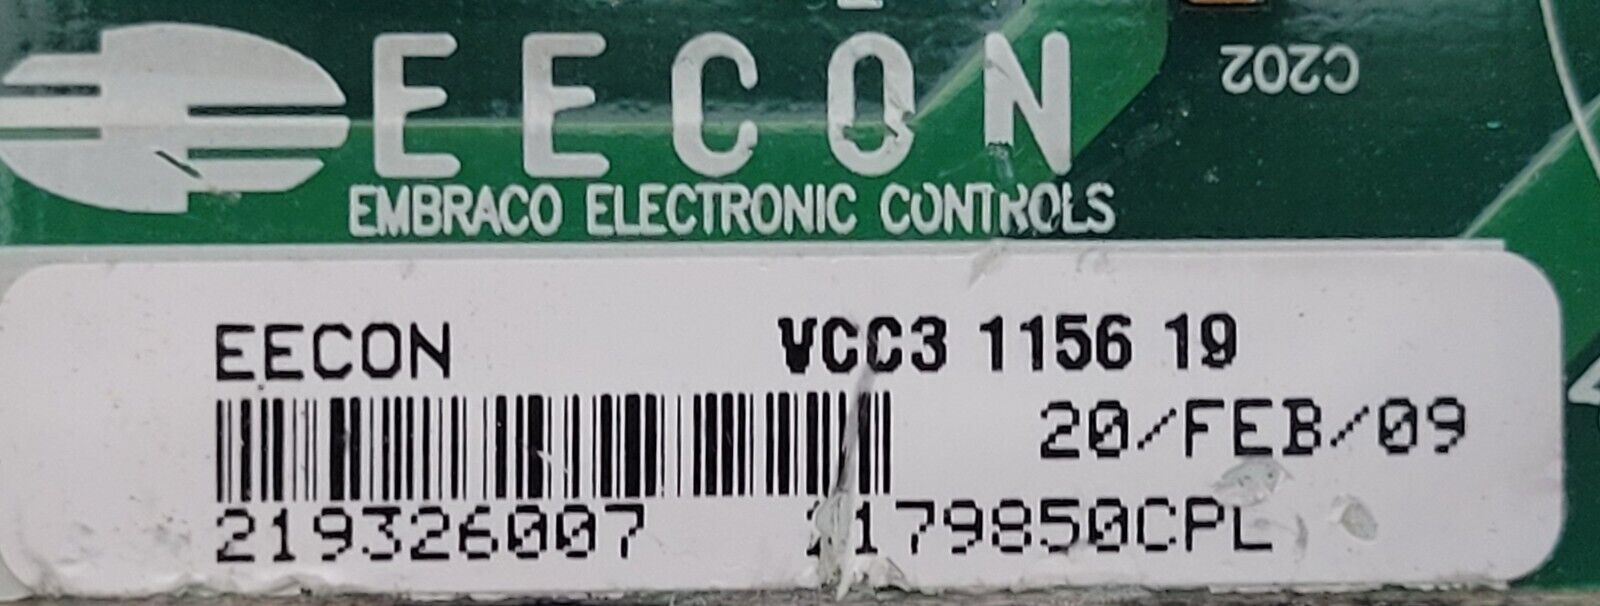 EECON
C202
EMBRACO ELECTRONIC CONTROLS
EECON VCC3 1156 19
20/FEB/09
219326007